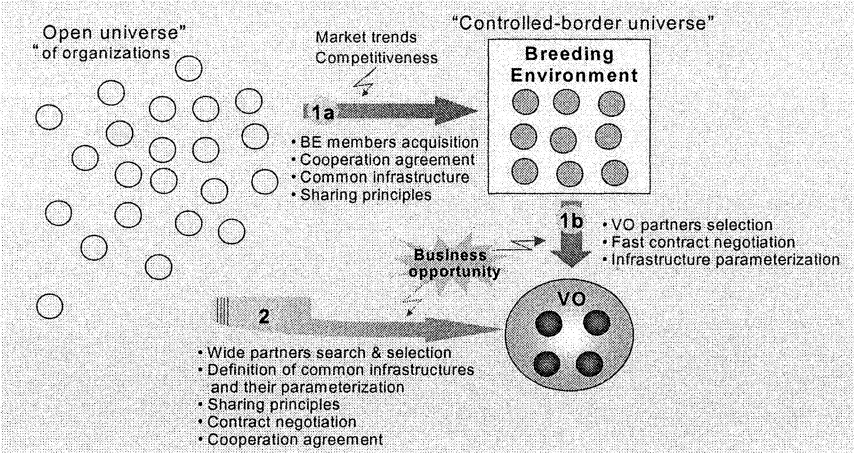 Open universe"
"of organizations
Market trends
Competitiveness
"Controlled-border universe"
Breeding
Environment
1a
• BE members acquisition
• Cooperation agreement
• Common infrastructure
• Sharing principles
1b
• VO partners selection
• Fast contract negotiation
• Infrastructure parameterization
Business
opportunity
VO
2
• Wide partners search & selection
• Definition of common infrastructures
and their parameterization
• Sharing principles
• Contract negotiation
• Cooperation agreement